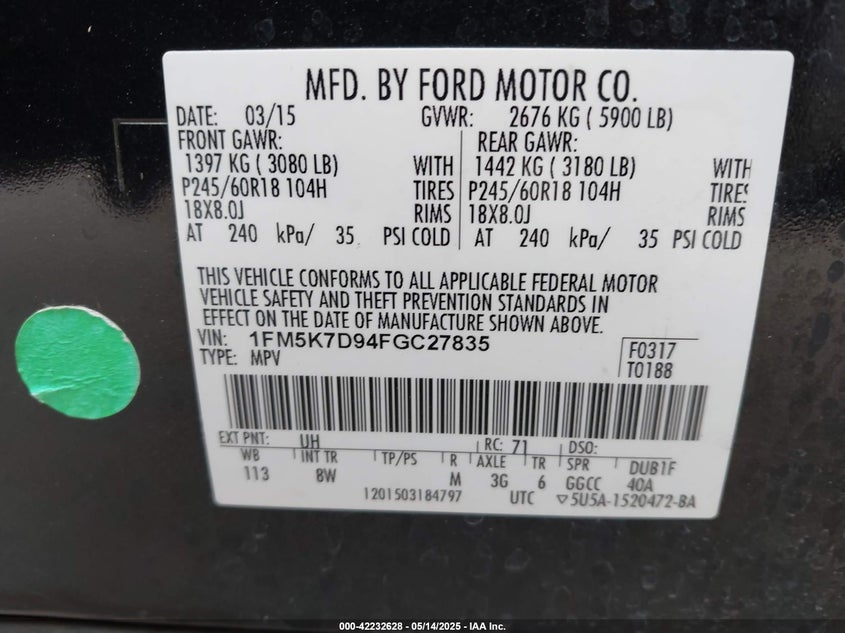 MFD. BY FORD MOTOR CO.
DATE: 03/15 GVWR: 2676 KG ( 5900 LB)
FRONT GAWR: REAR GAWR:
1397 KG ( 3080 LB) WITH 1442 KG ( 3180 LB) WITH
P245/60R18 104H TIRES P245/60R18 104H TIRES
18X8.0J RIMS 18X8.0J RIMS
AT 240 kPa/ 35 PSI COLD AT 240 kPa/ 35 PSI COLD
THIS VEHICLE CONFORMS TO ALL APPLICABLE FEDERAL MOTOR
VEHICLE SAFETY AND THEFT PREVENTION STANDARDS IN
EFFECT ON THE DATE OF MANUFACTURE SHOWN ABOVE.
VIN: 1FM5K7D94FGC27835
TYPE: MPV
F0317
T0188
EXT PNT: UH RC: 71 DSO:
WB INT TR TP/PS R AXLE TR SPR DUB1F
113 8W M 3G 6 GGCC 40A
1201503184797 UTC ▽5U5A-1520472-BA
000-42232628 - 05/14/2025 - IAA Inc.